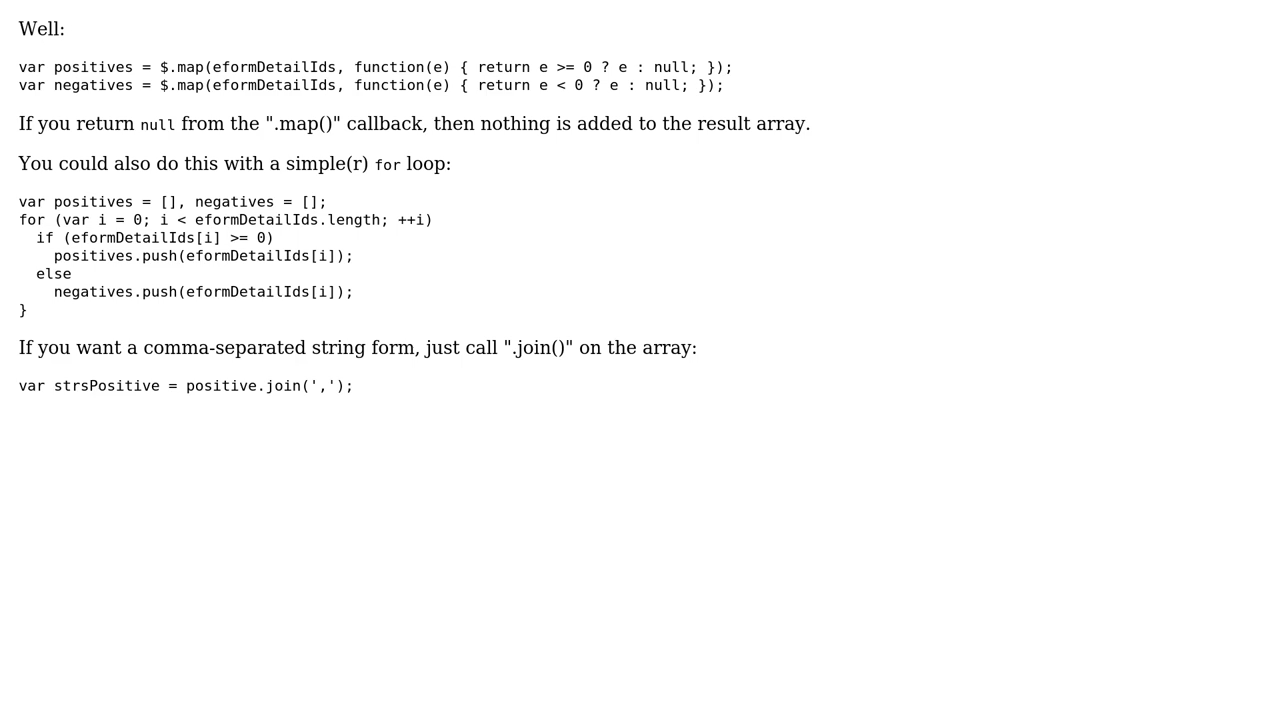 Well:
var positives = $.map(eformDetailIds, function(e) { return e >= 0 ? e : null; });
var negatives = $.map(eformDetailIds, function(e) { return e < 0 ? e : null; });
If you return null from the ".map()" callback, then nothing is added to the result array.
You could also do this with a simple(r) for loop:
var positives = [], negatives = [];
for (var i = 0; i < eformDetailIds.length; ++i)
  if (eformDetailIds[i] >= 0)
    positives.push(eformDetailIds[i]);
  else
    negatives.push(eformDetailIds[i]);
}
If you want a comma-separated string form, just call ".join()" on the array:
var strsPositive = positive.join(',');